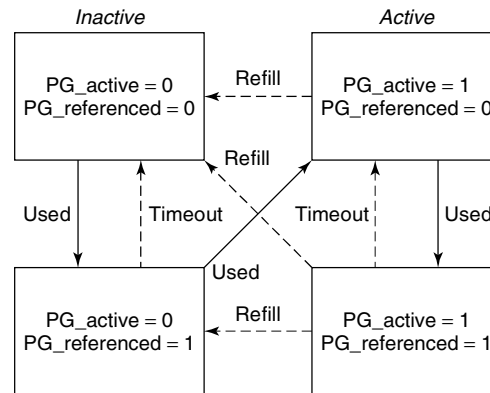 Inactive
Active
PG_active = 0
PG_referenced = 0
Refill
PG_active = 1
PG_referenced = 0
Refill
Used
Timeout
Timeout
Used
Used
PG_active = 0
PG_referenced = 1
Refill
PG_active = 1
PG_referenced = 1